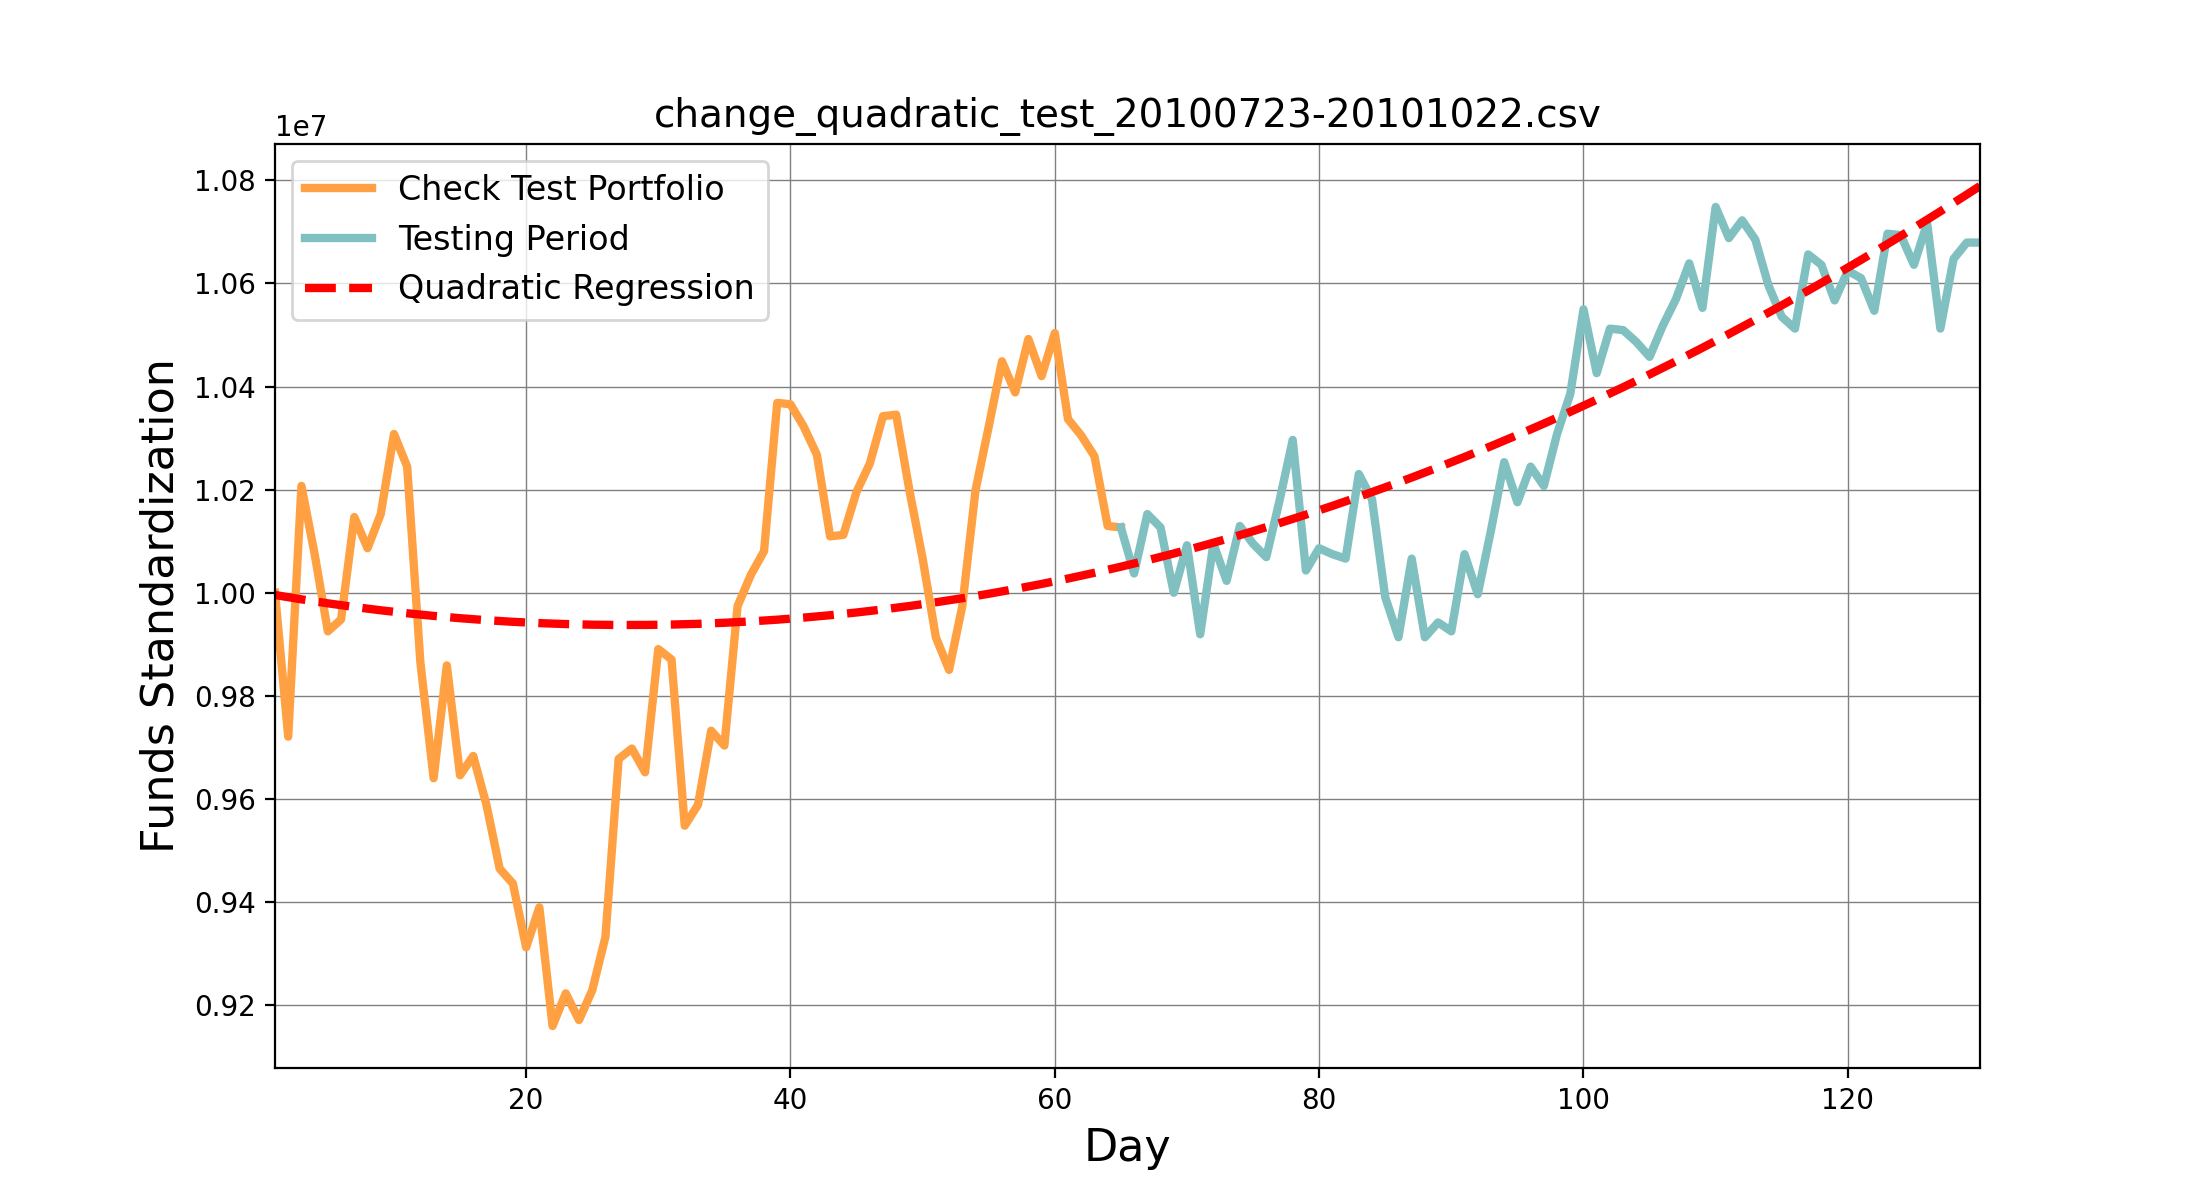 change_quadratic_test_20100723-20101022.csv
1e7
Check Test Portfolio
Testing Period
Quadratic Regression
Funds Standardization
1.08
1.06
1.04
1.02
1.00
0.98
0.96
0.94
0.92
20 40 60 80 100 120
Day